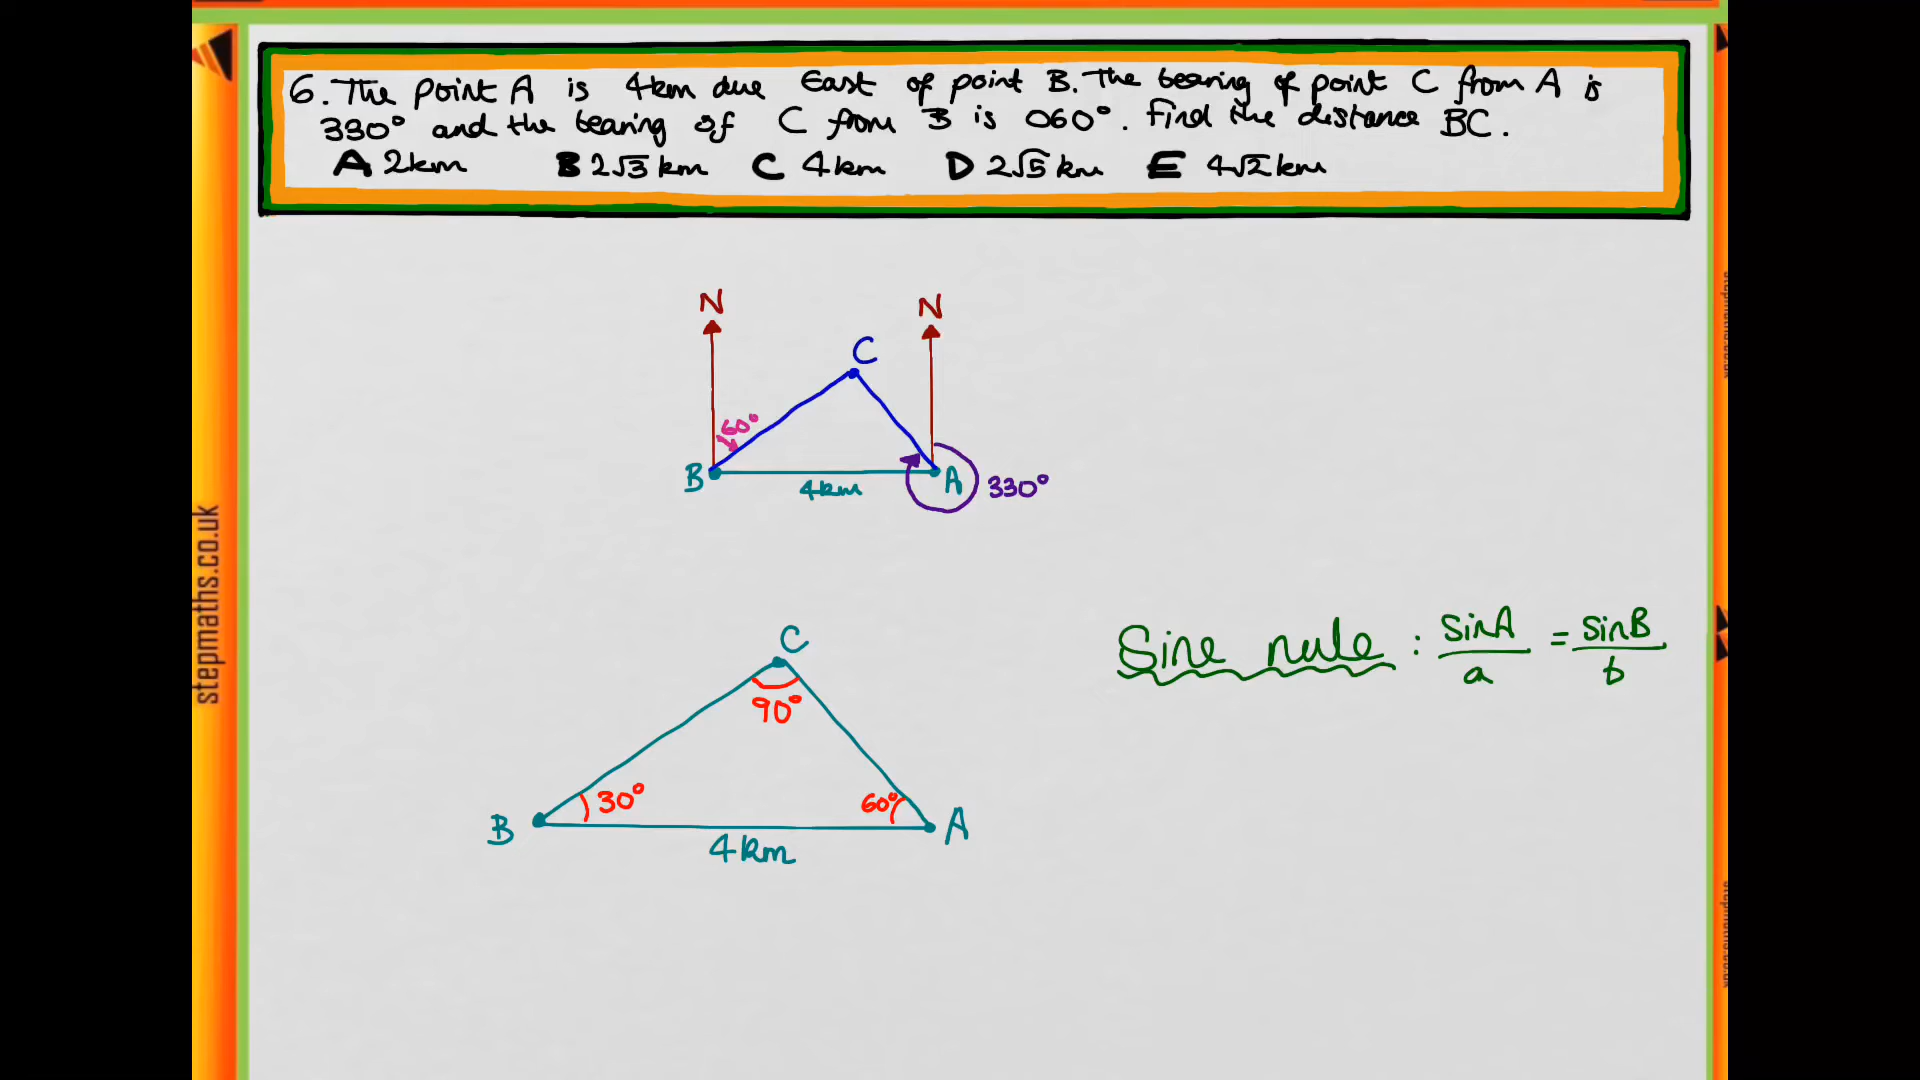 6. The point A is 4km due East of point B. The bearing of point C from A is
330° and the bearing of C from B is 060°. Find the distance BC.
A 2km B 2√3 km C 4km D 2√5 km E 4√2 km
N N
C
60°
B 4km A 330°
stepmaths.co.uk
Sine rule : sinA/a = sinB/b
C
90°
30° 60°
B A
4km